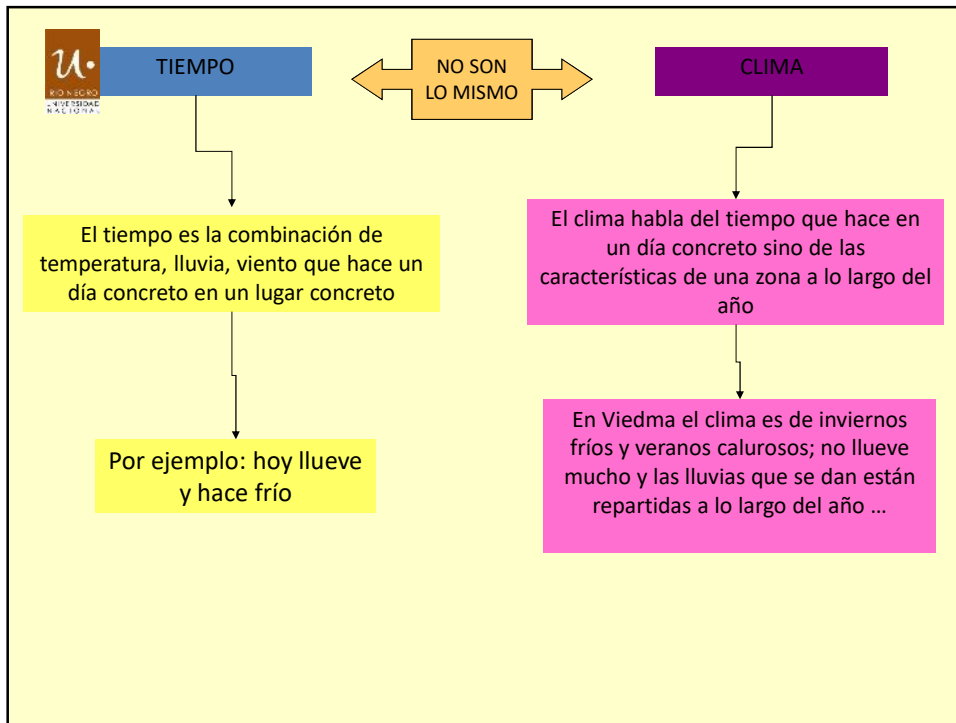 u.
RIO NEGRO
UNIVERSIDAD
NACIONAL
TIEMPO
NO SON
LO MISMO
CLIMA
El tiempo es la combinación de
temperatura, lluvia, viento que hace un
día concreto en un lugar concreto
El clima habla del tiempo que hace en
un día concreto sino de las
características de una zona a lo largo del
año
Por ejemplo: hoy llueve
y hace frío
En Viedma el clima es de inviernos
fríos y veranos calurosos; no llueve
mucho y las lluvias que se dan están
repartidas a lo largo del año …